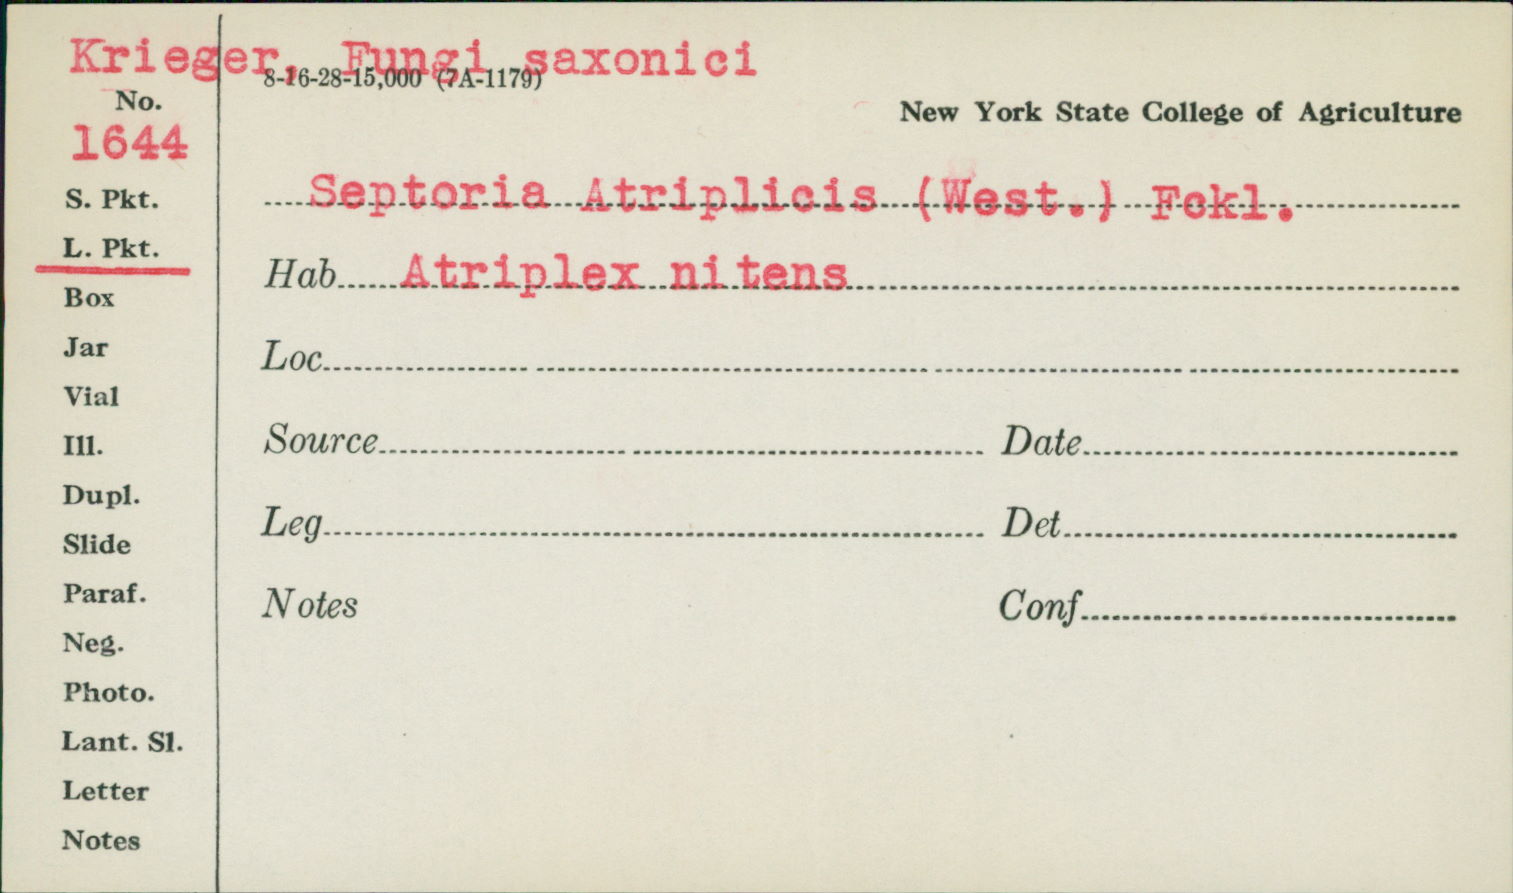 Krieger, Fungi saxonici
8-16-28-15,000 (7A-1179)
No.
New York State College of Agriculture
1644
S. Pkt.
Septoria Atriplicis (West.) Fckl.
L. Pkt.
Hab Atriplex nitens
Box
Jar
Loc
Vial
Ill.
Source Date
Dupl.
Slide
Leg Det
Paraf.
Notes Conf
Neg.
Photo.
Lant. Sl.
Letter
Notes